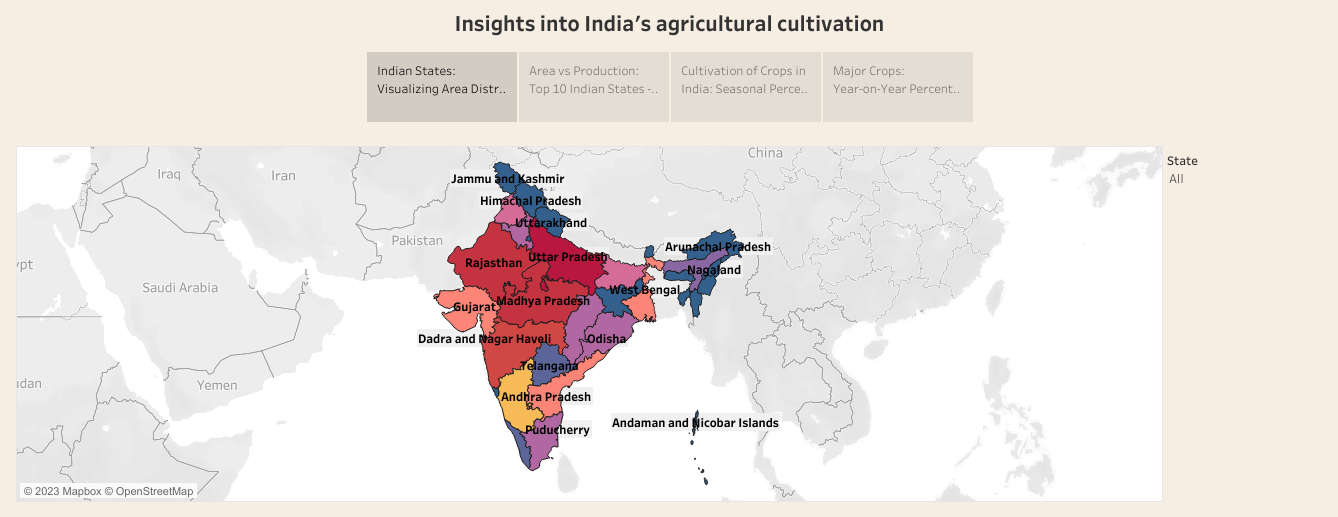 Insights into India’s agricultural cultivation
Indian States:
Visualizing Area Distr..
Area vs Production:
Top 10 Indian States -..
Cultivation of Crops in
India: Seasonal Perce..
Major Crops:
Year-on-Year Percent..
State
All
China
Iraq
Iran
Jammu and Kashmir
Himachal Pradesh
Uttarakhand
Pakistan
Arunachal Pradesh
Uttar Pradesh
Rajasthan
ypt
Nagaland
Saudi Arabia
West Bengal
Madhya Pradesh
Gujarat
Dadra and Nagar Haveli
Odisha
Telangana
udan
Yemen
Andhra Pradesh
Andaman and Nicobar Islands
Puducherry
© 2023 Mapbox © OpenStreetMap